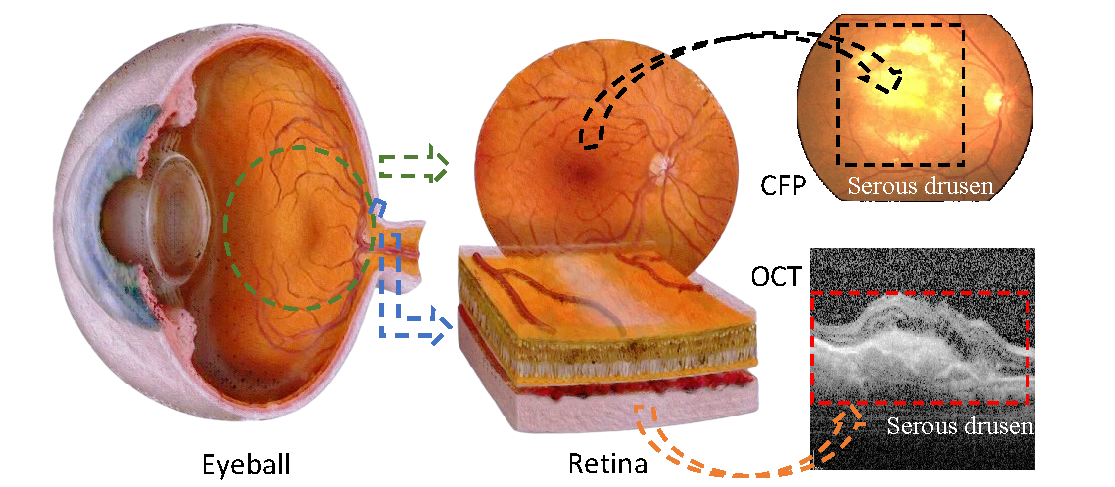 CFP
Serous drusen
OCT
Serous drusen
Eyeball
Retina